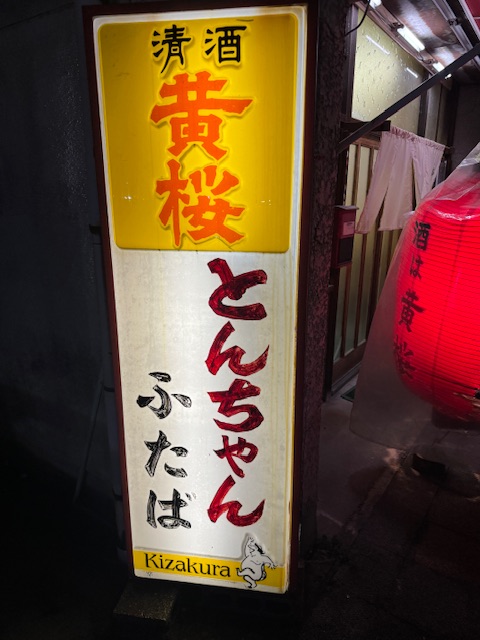 清酒
黄桜
とんちゃん
ふたば
Kizakura
酒は
黄桜